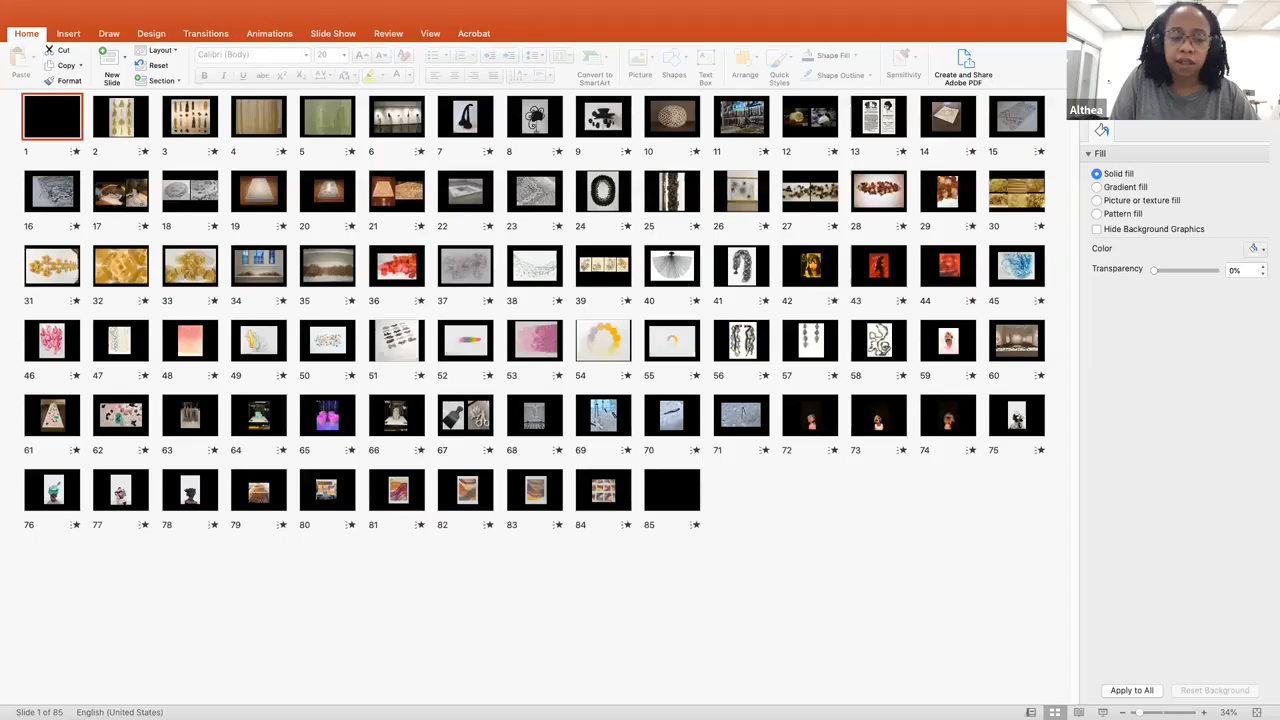 Home Insert Draw Design Transitions Animations Slide Show Review View Acrobat
Cut
Copy
Format
Paste
New
Slide
Layout
Reset
Section
Calibri (Body) 20
B I U abc X² X₂
Convert to
SmartArt
Picture
Shapes
Text
Box
Arrange
Quick
Styles
Shape Fill
Shape Outline
Sensitivity
Create and Share
Adobe PDF
Althea
1 2 3 4 5 6 7 8 9 10 11 12 13 14 15
16 17 18 19 20 21 22 23 24 25 26 27 28 29 30
31 32 33 34 35 36 37 38 39 40 41 42 43 44 45
46 47 48 49 50 51 52 53 54 55 56 57 58 59 60
61 62 63 64 65 66 67 68 69 70 71 72 73 74 75
76 77 78 79 80 81 82 83 84 85
Fill
Solid fill
Gradient fill
Picture or texture fill
Pattern fill
Hide Background Graphics
Color
Transparency 0%
Apply to All Reset Background
Slide 1 of 85 English (United States) 34%